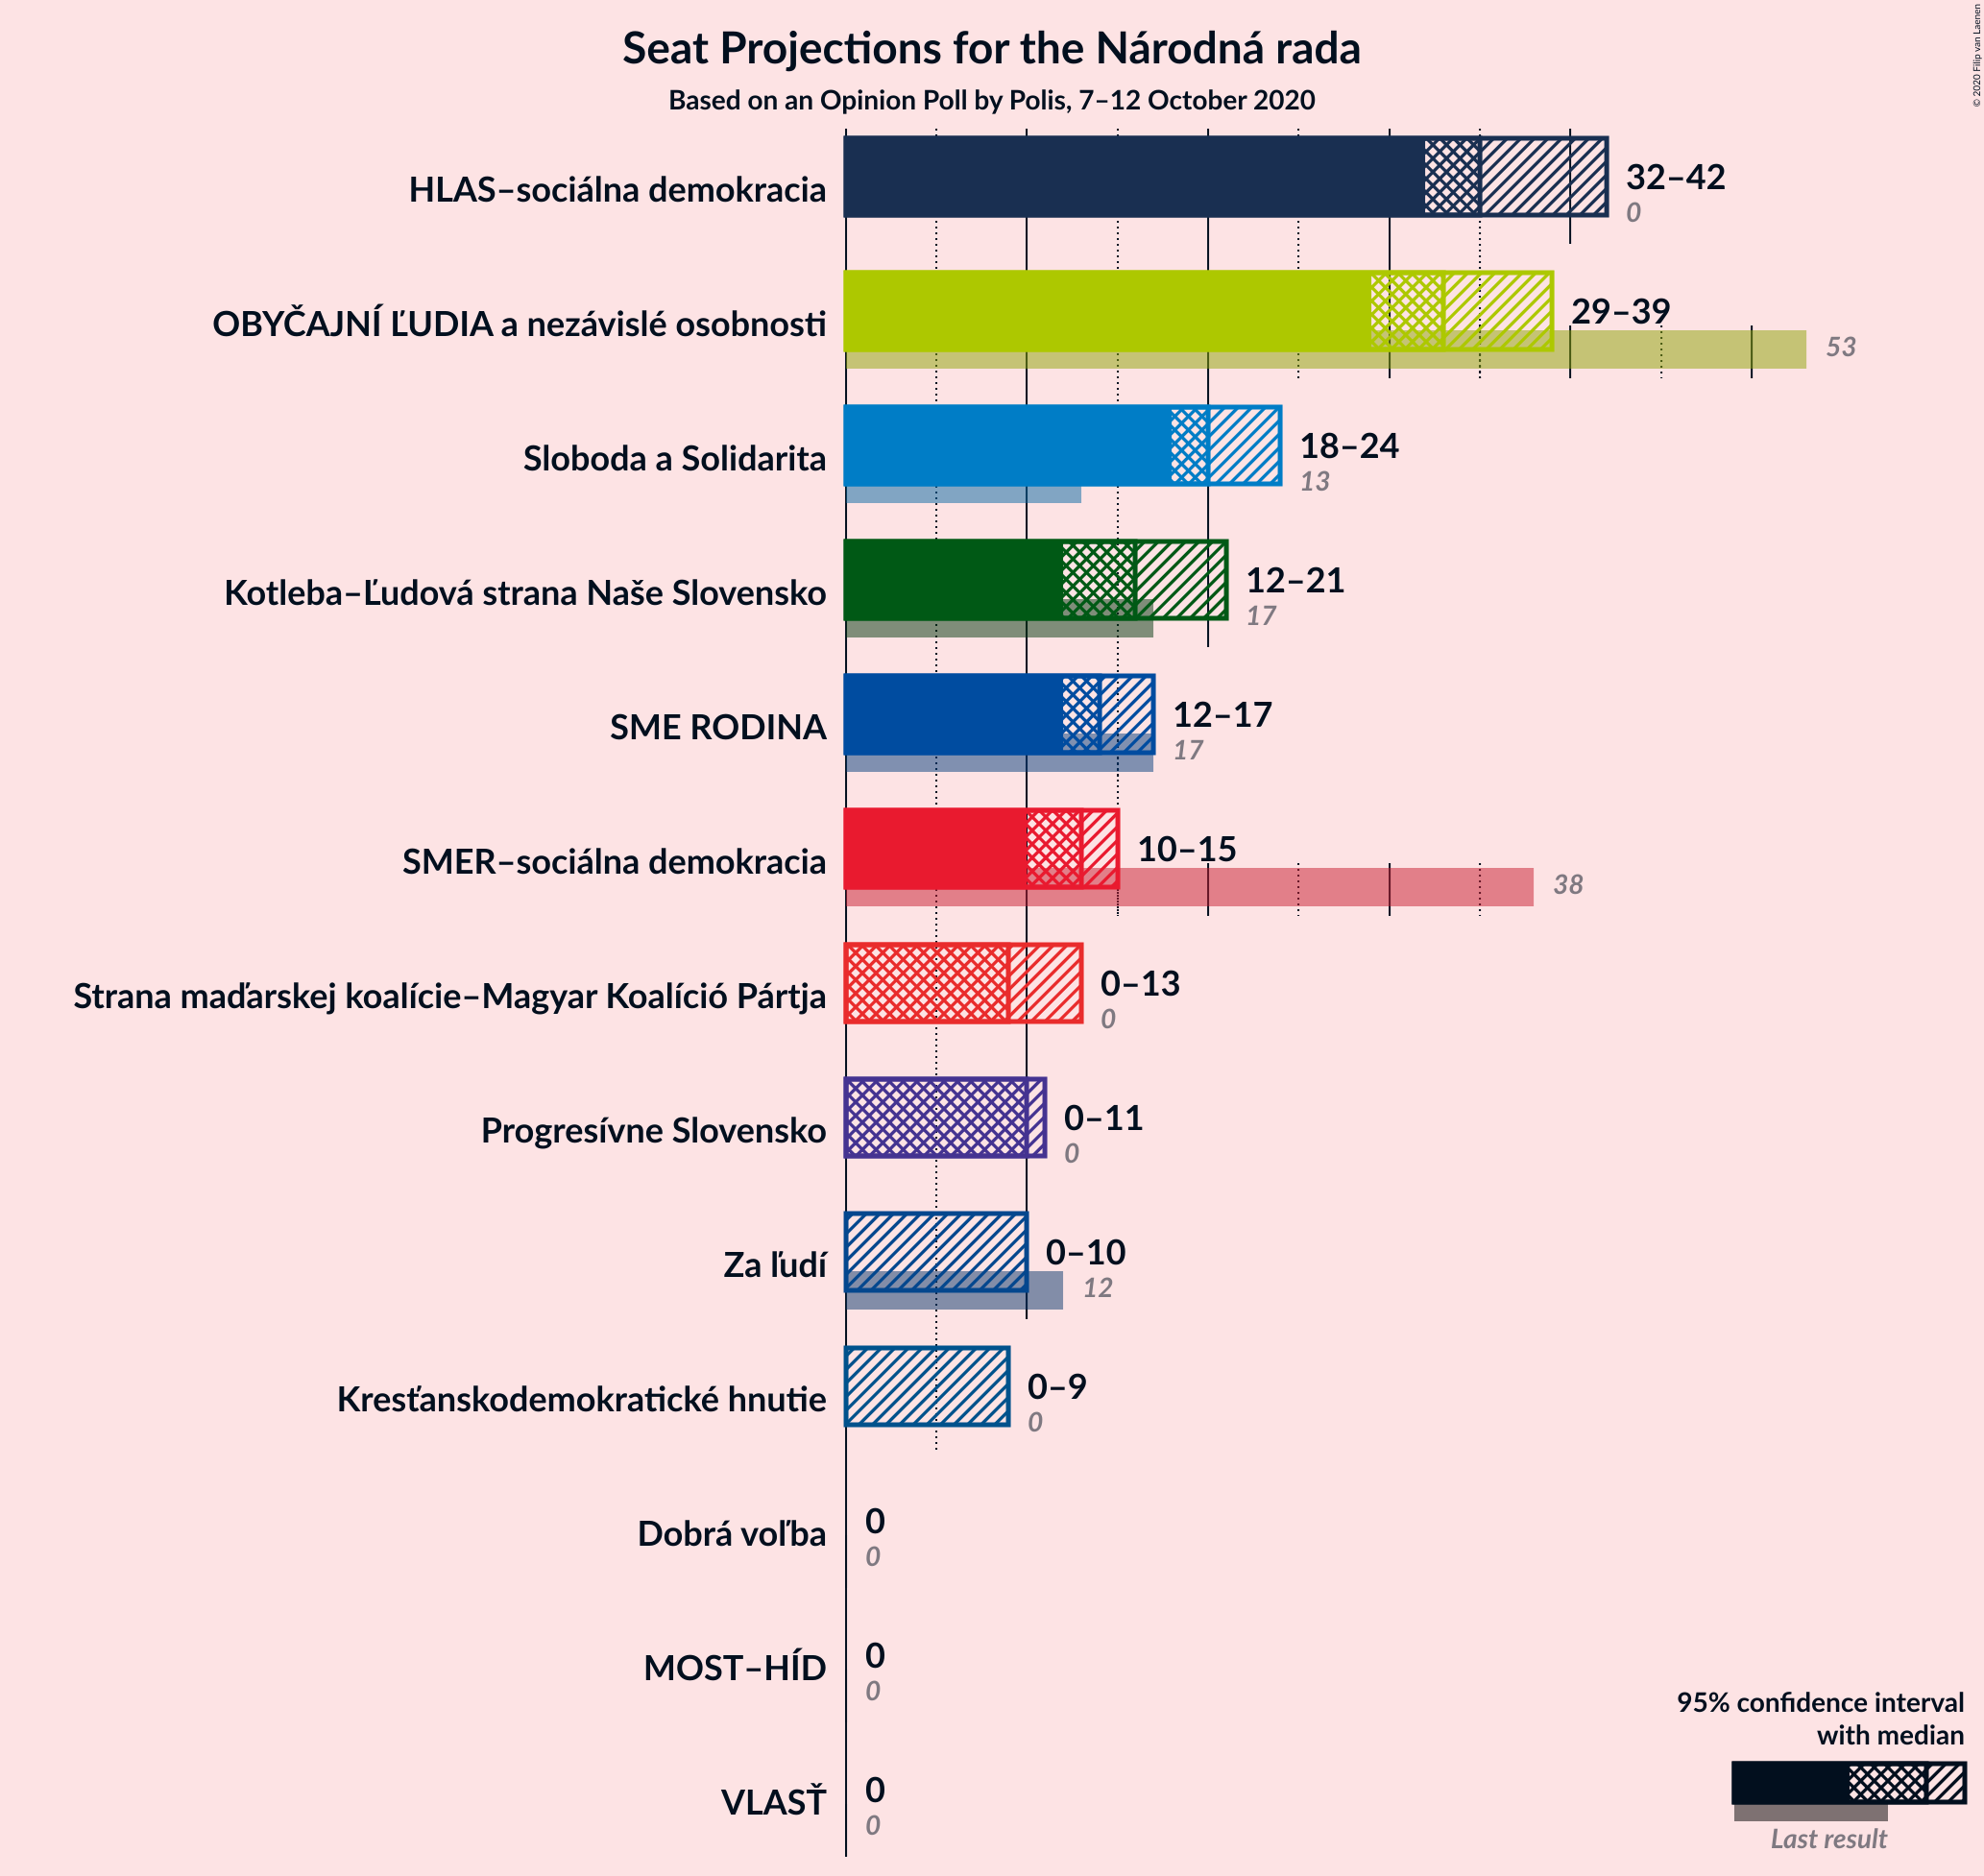 Seat Projections for the Národná rada
Based on an Opinion Poll by Polis, 7–12 October 2020
© 2020 Filip van Laenen
HLAS–sociálna demokracia
32–42
0
OBYČAJNÍ ĽUDIA a nezávislé osobnosti
29–39
53
Sloboda a Solidarita
18–24
13
Kotleba–Ľudová strana Naše Slovensko
12–21
17
SME RODINA
12–17
17
SMER–sociálna demokracia
10–15
38
Strana maďarskej koalície–Magyar Koalíció Pártja
0–13
0
Progresívne Slovensko
0–11
0
Za ľudí
0–10
12
Kresťanskodemokratické hnutie
0–9
0
Dobrá voľba
0
0
MOST–HÍD
0
0
VLASŤ
0
0
95% confidence interval
with median
Last result